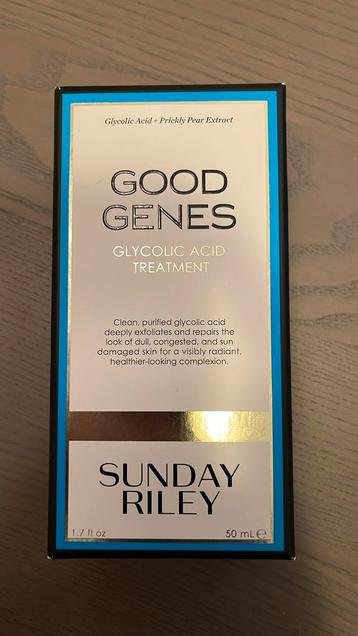 Glycolic Acid + Prickly Pear Extract
GOOD
GENES
GLYCOLIC ACID
TREATMENT
Clean, purified glycolic acid
deeply exfoliates and repairs the
look of dull, congested, and sun
damaged skin for a visibly radiant,
healthier-looking complexion.
SUNDAY
RILEY
1.7 fl oz 50 mL ℮